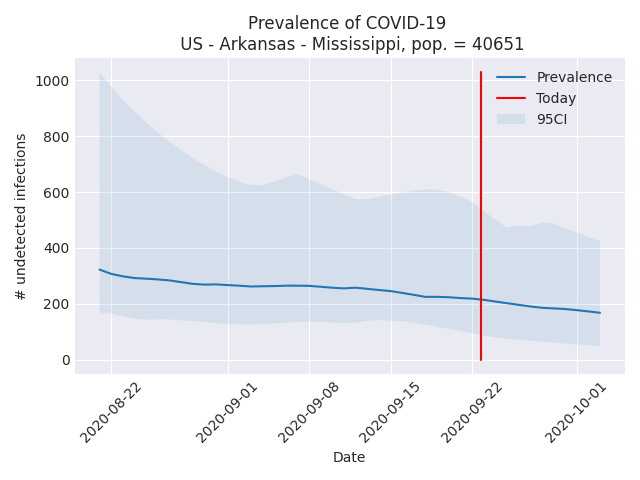 Prevalence of COVID-19
US - Arkansas - Mississippi, pop. = 40651
Prevalence
Today
95CI
# undetected infections
1000
800
600
400
200
0
2020-08-22
2020-09-01
2020-09-08
2020-09-15
2020-09-22
2020-10-01
Date